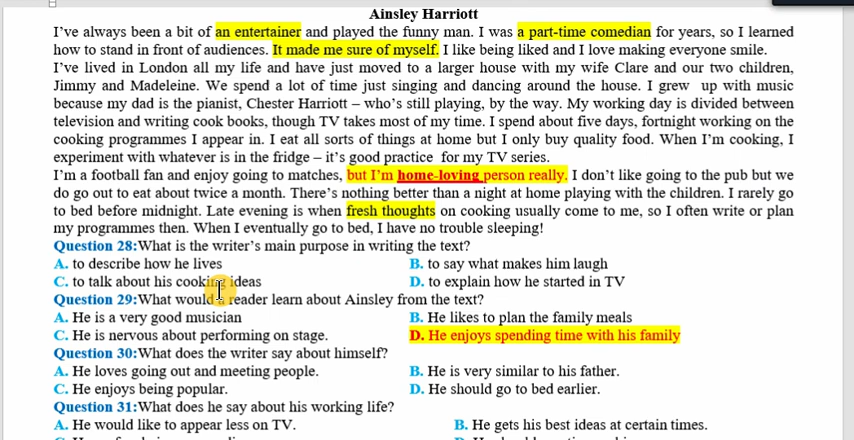 Ainsley Harriott
I've always been a bit of an entertainer and played the funny man. I was a part-time comedian for years, so I learned
how to stand in front of audiences. It made me sure of myself. I like being liked and I love making everyone smile.
I've lived in London all my life and have just moved to a larger house with my wife Clare and our two children,
Jimmy and Madeleine. We spend a lot of time just singing and dancing around the house. I grew up with music
because my dad is the pianist, Chester Harriott – who's still playing, by the way. My working day is divided between
television and writing cook books, though TV takes most of my time. I spend about five days, fortnight working on the
cooking programmes I appear in. I eat all sorts of things at home but I only buy quality food. When I'm cooking, I
experiment with whatever is in the fridge – it's good practice for my TV series.
I'm a football fan and enjoy going to matches, but I'm home-loving person really. I don't like going to the pub but we
do go out to eat about twice a month. There's nothing better than a night at home playing with the children. I rarely go
to bed before midnight. Late evening is when fresh thoughts on cooking usually come to me, so I often write or plan
my programmes then. When I eventually go to bed, I have no trouble sleeping!
Question 28:What is the writer's main purpose in writing the text?
A. to describe how he lives B. to say what makes him laugh
C. to talk about his cooking ideas D. to explain how he started in TV
Question 29:What would a reader learn about Ainsley from the text?
A. He is a very good musician B. He likes to plan the family meals
C. He is nervous about performing on stage. D. He enjoys spending time with his family
Question 30:What does the writer say about himself?
A. He loves going out and meeting people. B. He is very similar to his father.
C. He enjoys being popular. D. He should go to bed earlier.
Question 31:What does he say about his working life?
A. He would like to appear less on TV. B. He gets his best ideas at certain times.